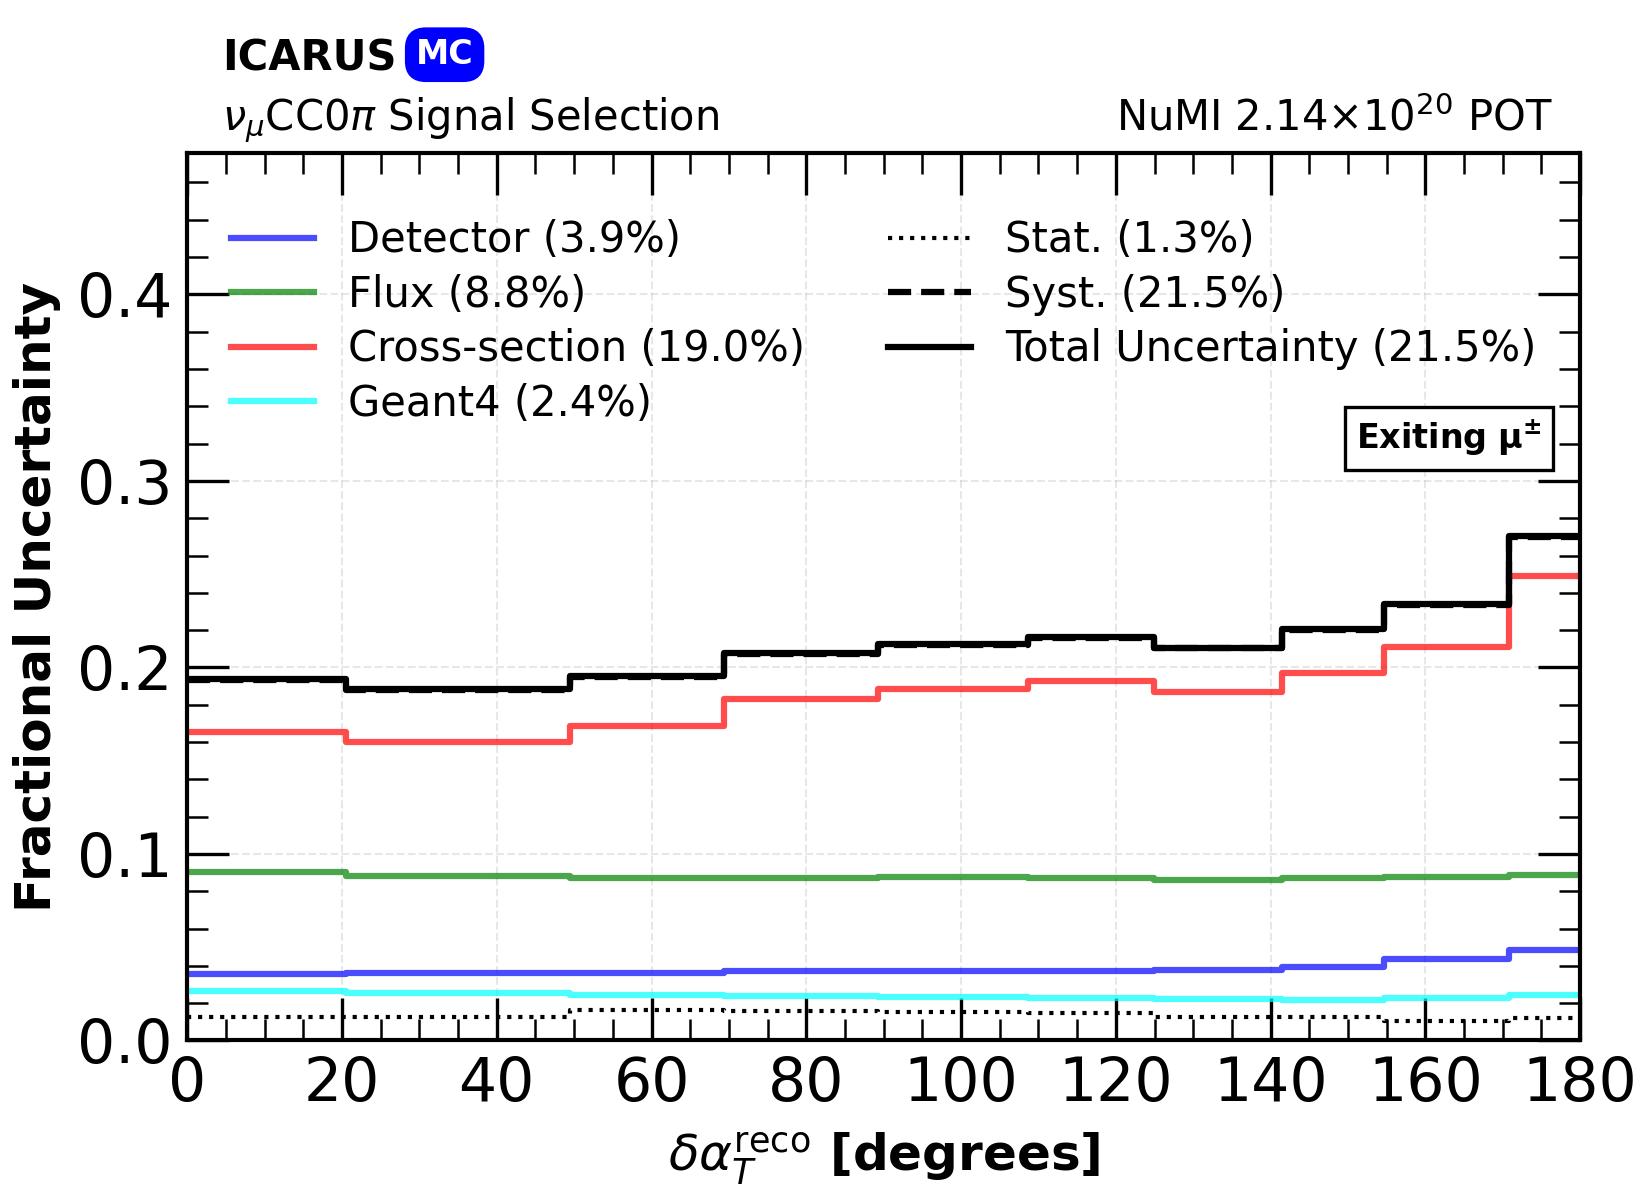 ICARUS MC
νμCC0π Signal Selection
NuMI 2.14×10²⁰ POT
Detector (3.9%)
Flux (8.8%)
Cross-section (19.0%)
Geant4 (2.4%)
Stat. (1.3%)
Syst. (21.5%)
Total Uncertainty (21.5%)
Exiting μ±
Fractional Uncertainty
0.4
0.3
0.2
0.1
0.0
0 20 40 60 80 100 120 140 160 180
δα_T^reco [degrees]